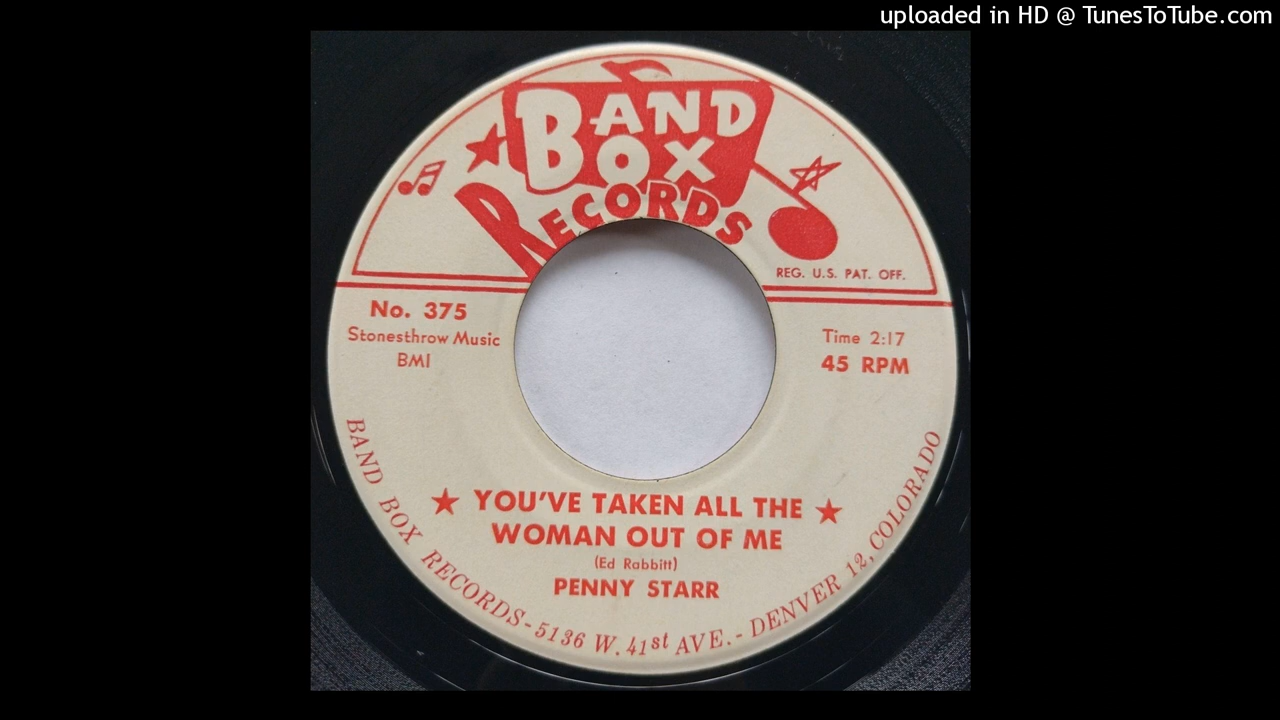 uploaded in HD @ TunesToTube.com
BAND
BOX
RECORDS
BMI
REG. U.S. PAT. OFF.
No. 375
Stonesthrow Music
BMI
Time 2:17
45 RPM
★ YOU'VE TAKEN ALL THE ★
WOMAN OUT OF ME
(Ed Rabbitt)
PENNY STARR
BAND BOX RECORDS - 5136 W. 41st AVE. - DENVER 12, COLORADO